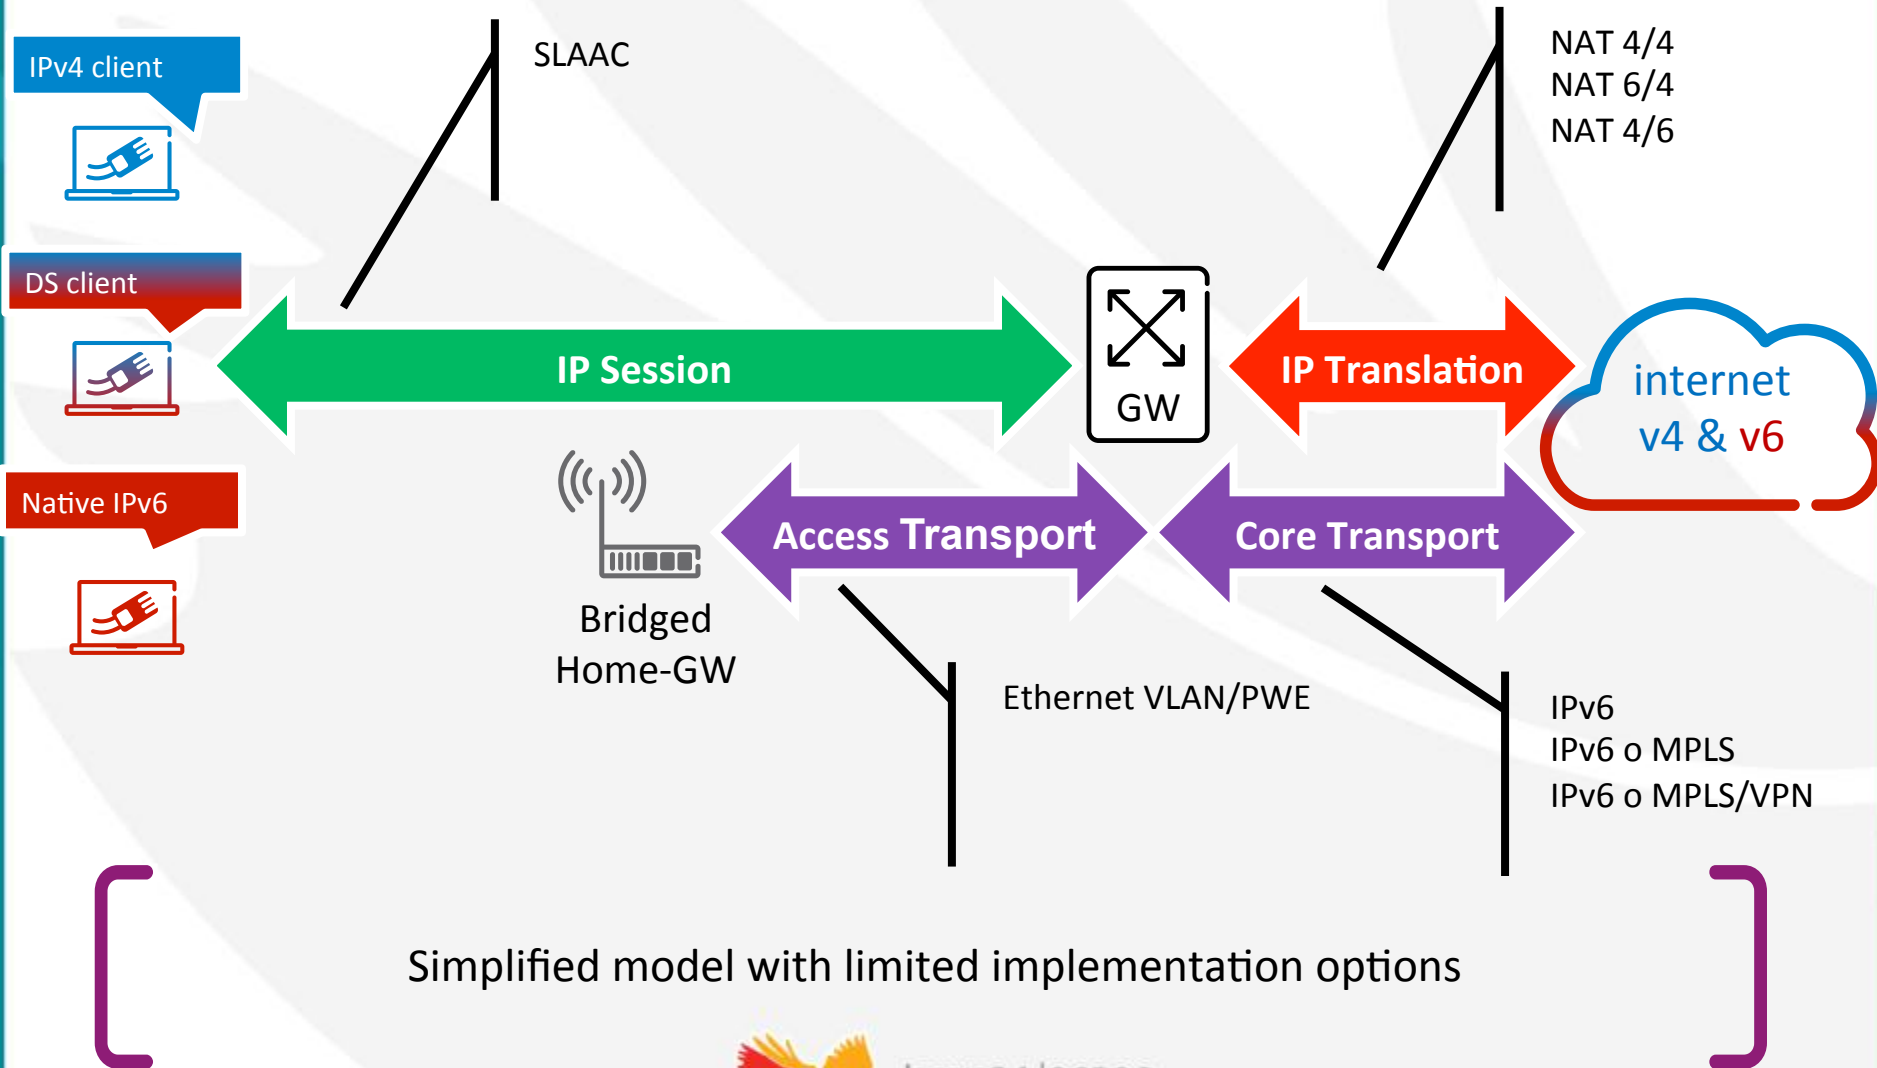 IPv4 client
SLAAC
NAT 4/4
NAT 6/4
NAT 4/6
DS client
IP Session
GW
IP Translation
internet
v4 & v6
Native IPv6
Access Transport
Core Transport
Bridged
Home-GW
Ethernet VLAN/PWE
IPv6
IPv6 o MPLS
IPv6 o MPLS/VPN
Simplified model with limited implementation options